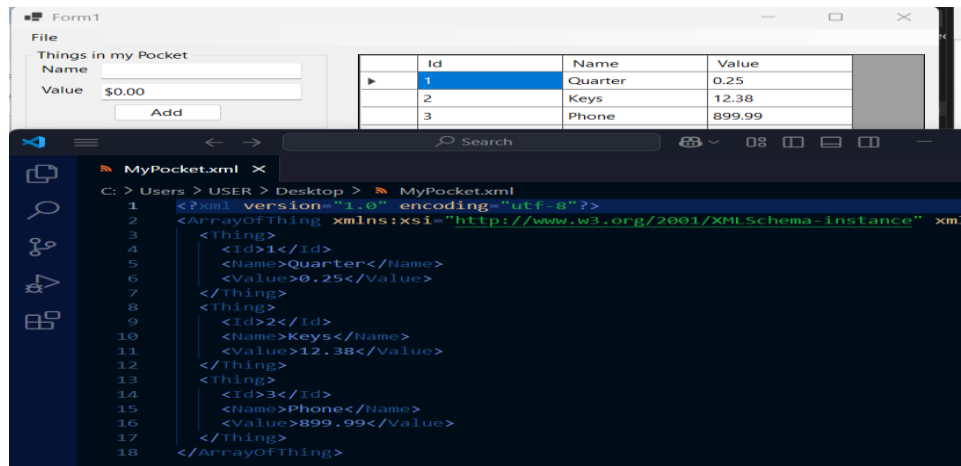 Form1
File
Things in my Pocket
Name
Value $0.00
Add
Id Name Value
1 Quarter 0.25
2 Keys 12.38
3 Phone 899.99
Search
MyPocket.xml
C: > Users > USER > Desktop > MyPocket.xml
1 <?xml version="1.0" encoding="utf-8"?>
2 <ArrayOfThing xmlns:xsi="http://www.w3.org/2001/XMLSchema-instance" xml
3 <Thing>
4 <Id>1</Id>
5 <Name>Quarter</Name>
6 <Value>0.25</Value>
7 </Thing>
8 <Thing>
9 <Id>2</Id>
10 <Name>Keys</Name>
11 <Value>12.38</Value>
12 </Thing>
13 <Thing>
14 <Id>3</Id>
15 <Name>Phone</Name>
16 <Value>899.99</Value>
17 </Thing>
18 </ArrayOfThing>